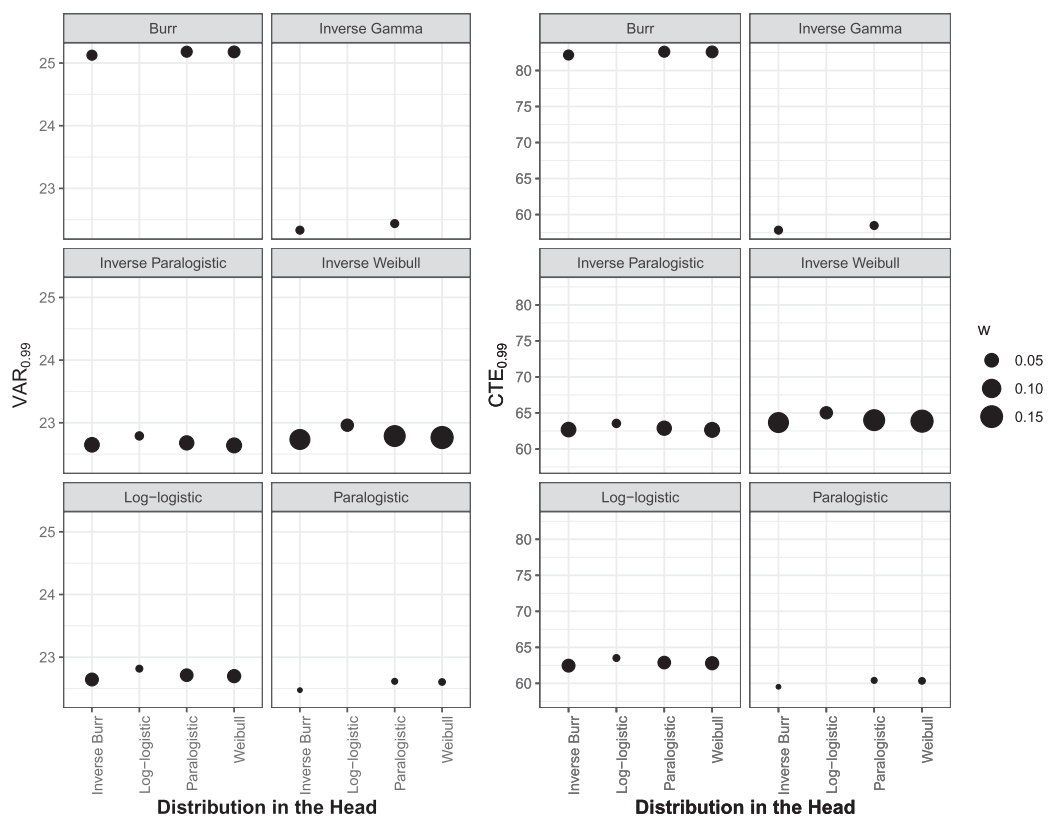 Burr
Inverse Gamma
25
24
23
Inverse Paralogistic
Inverse Weibull
25
24
23
Log−logistic
Paralogistic
25
24
23
VAR0.99
Inverse Burr
Log−logistic
Paralogistic
Weibull
Inverse Burr
Log−logistic
Paralogistic
Weibull
Distribution in the Head
Burr
Inverse Gamma
80
75
70
65
60
Inverse Paralogistic
Inverse Weibull
80
75
70
65
60
Log−logistic
Paralogistic
80
75
70
65
60
CTE0.99
Inverse Burr
Log−logistic
Paralogistic
Weibull
Inverse Burr
Log−logistic
Paralogistic
Weibull
Distribution in the Head
w
0.05
0.10
0.15